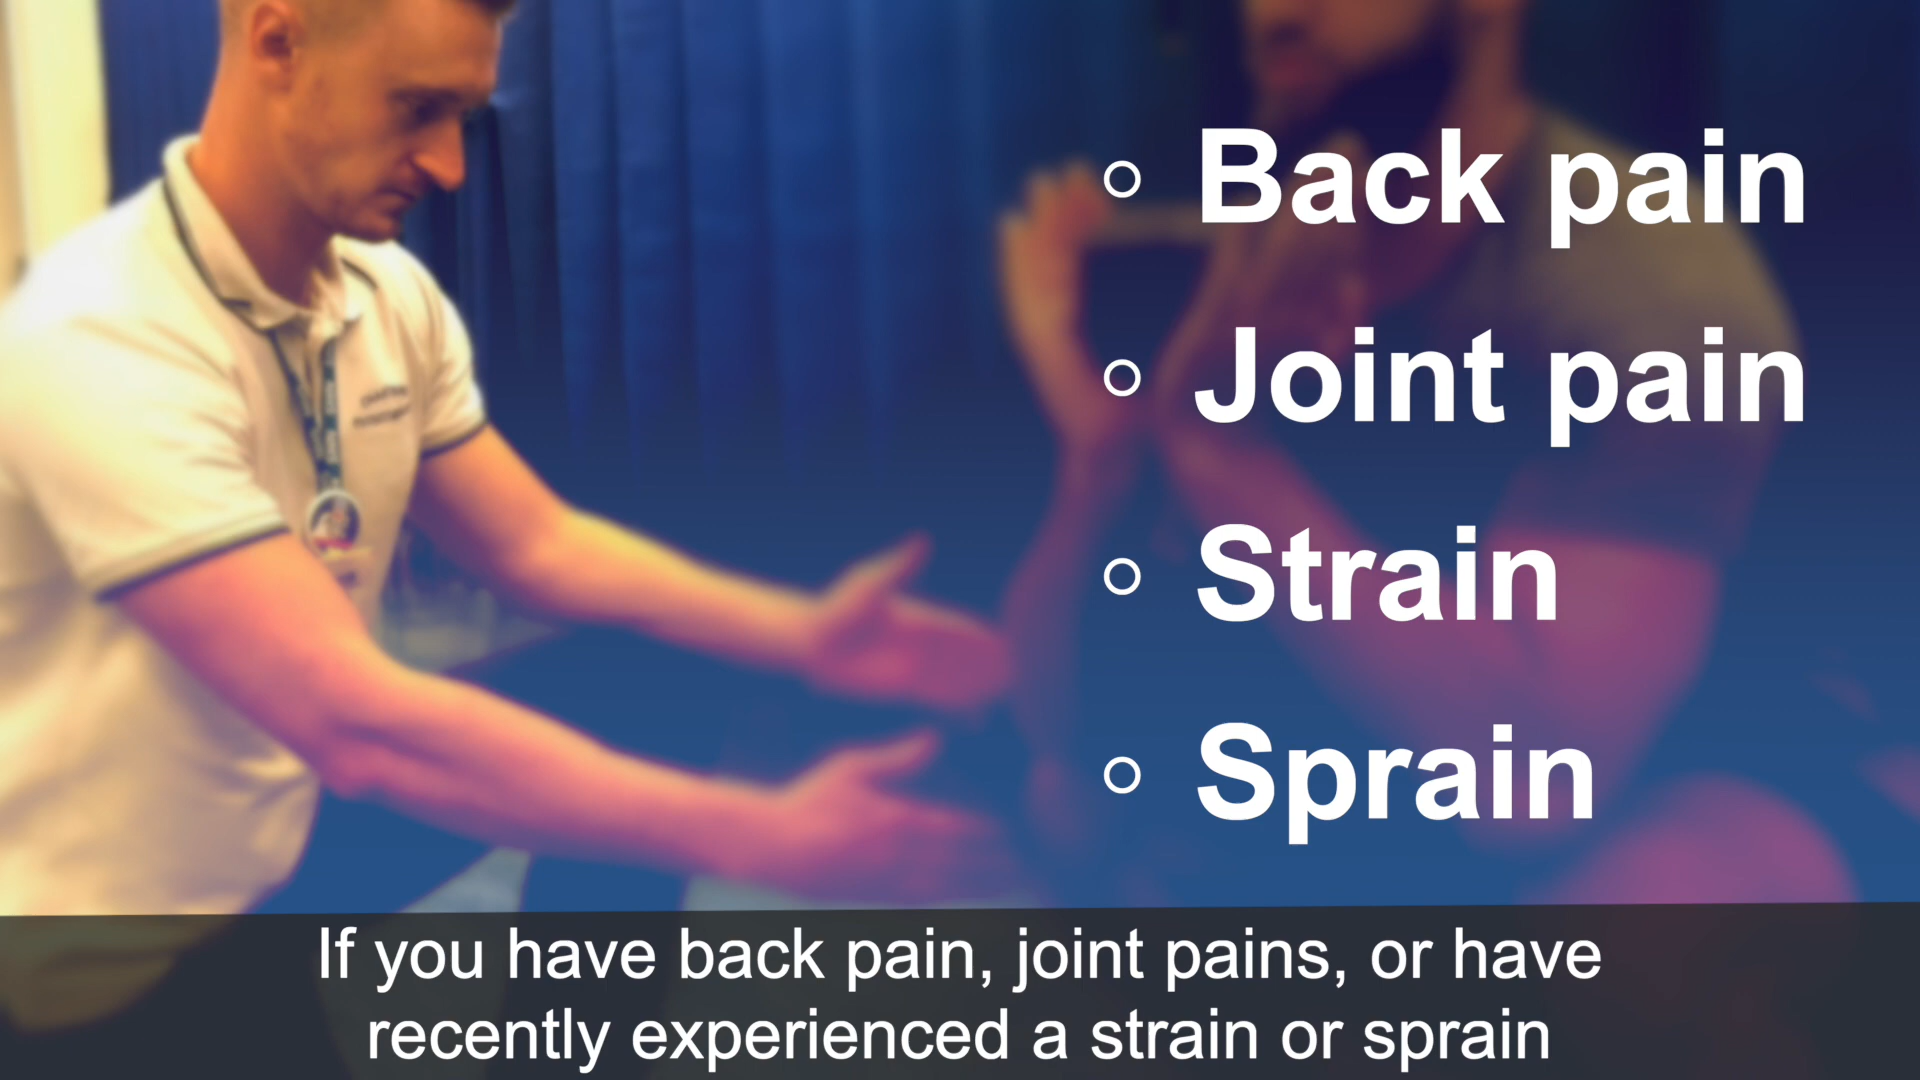 Back pain
Joint pain
Strain
Sprain
If you have back pain, joint pains, or have
recently experienced a strain or sprain